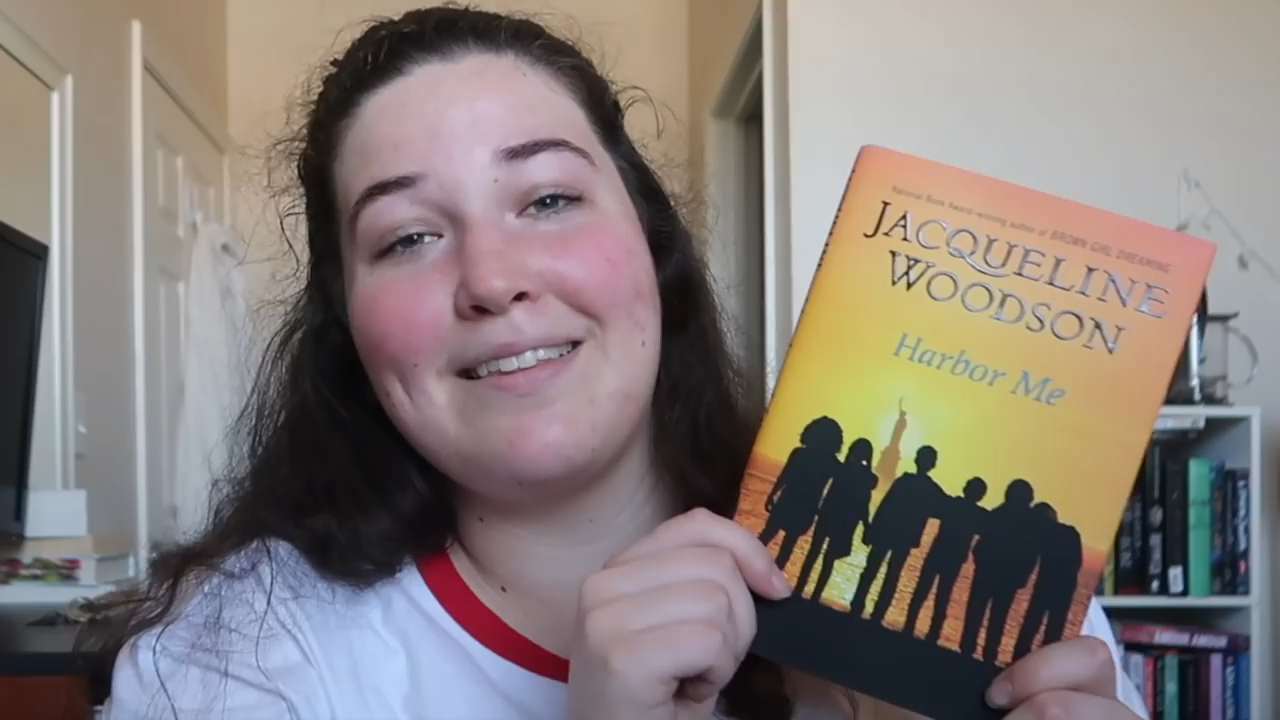 National Book Award-winning author of BROWN GIRL DREAMING
JACQUELINE
WOODSON
Harbor Me